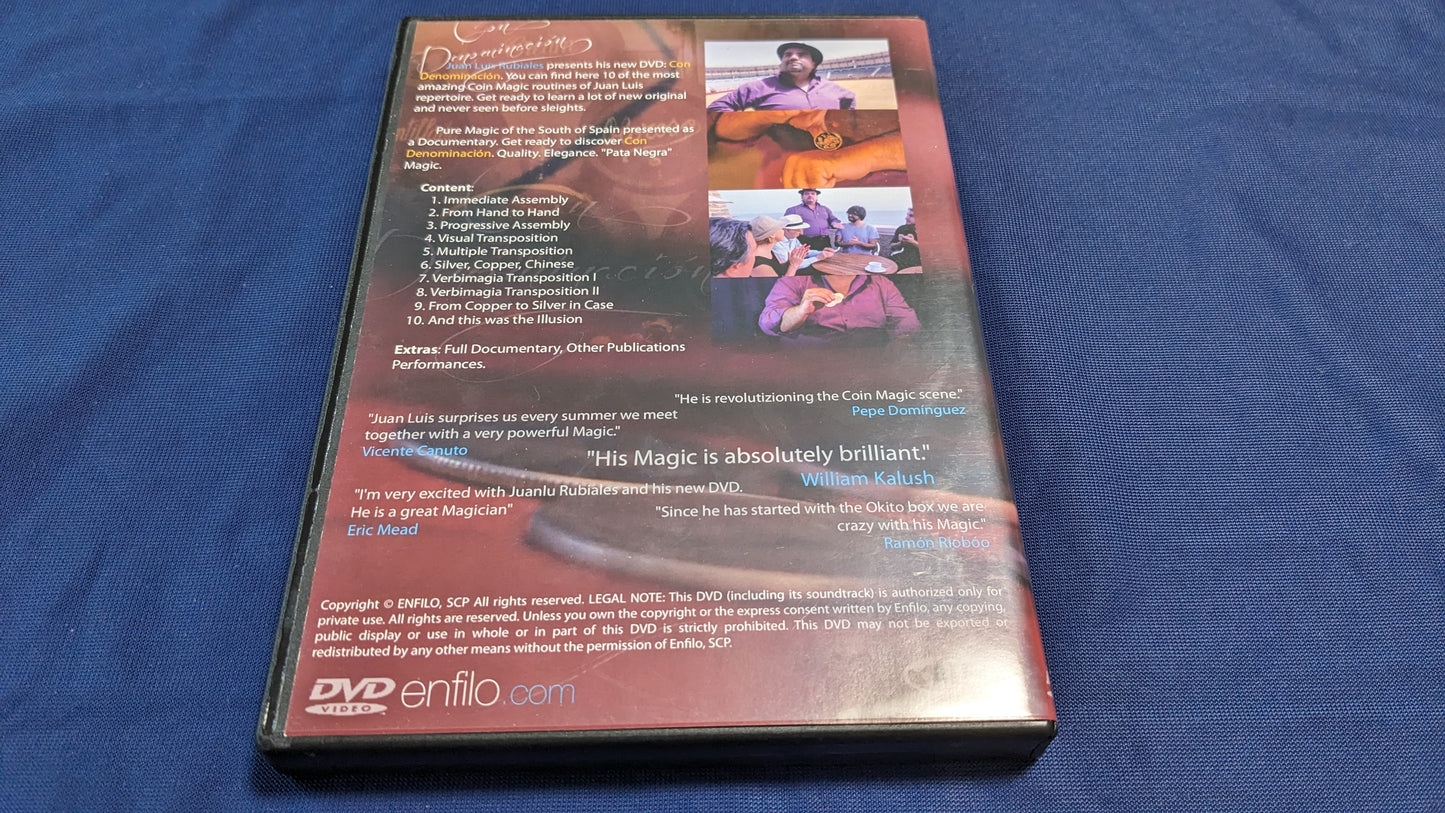 Con
Denominación
Juan Luis Rubiales presents his new DVD: Con
Denominación. You can find here 10 of the most
amazing Coin Magic routines of Juan Luis
repertoire. Get ready to learn a lot of new original
and never seen before sleights.
Pure Magic of the South of Spain presented as
a Documentary. Get ready to discover Con
Denominación. Quality. Elegance. "Pata Negra"
Magic.
Content:
1. Immediate Assembly
2. From Hand to Hand
3. Progressive Assembly
4. Visual Transposition
5. Multiple Transposition
6. Silver, Copper, Chinese
7. Verbimagia Transposition I
8. Verbimagia Transposition II
9. From Copper to Silver in Case
10. And this was the Illusion
Extras: Full Documentary, Other Publications
Performances.
"He is revolutizioning the Coin Magic scene."
Pepe Domínguez
"Juan Luis surprises us every summer we meet
together with a very powerful Magic."
Vicente Canuto
"His Magic is absolutely brilliant."
William Kalush
"I'm very excited with Juanlu Rubiales and his new DVD.
He is a great Magician"
Eric Mead
"Since he has started with the Okito box we are
crazy with his Magic."
Ramón Riobóo
Copyright © ENFILO, SCP All rights reserved. LEGAL NOTE: This DVD (including its soundtrack) is authorized only for
private use. All rights are reserved. Unless you own the copyright or the express consent written by Enfilo, any copying,
public display or use in whole or in part of this DVD is strictly prohibited. This DVD may not be exported or
redistributed by any other means without the permission of Enfilo, SCP.
DVD
VIDEO
enfilo.com